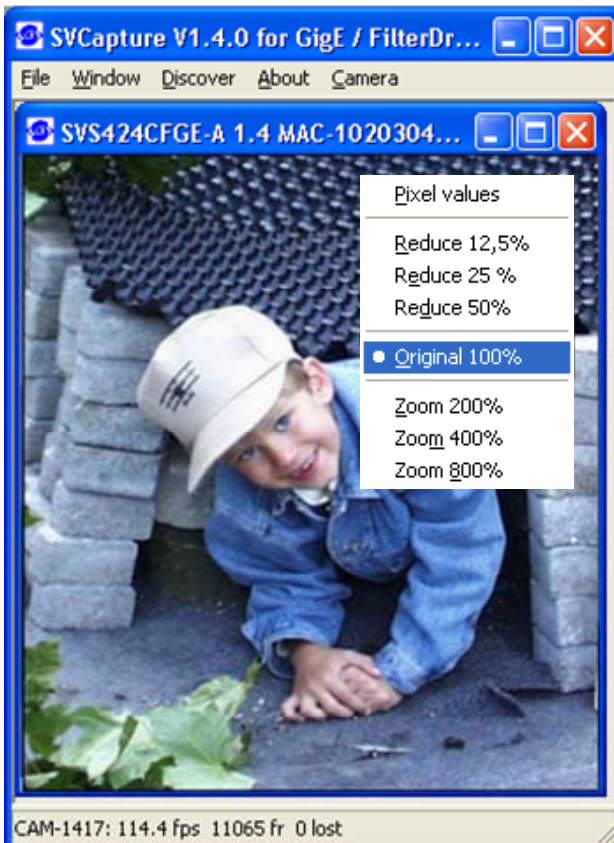 SVCapture V1.4.0 for GigE / FilterDr...
File Window Discover About Camera
SVS424CFGE-A 1.4 MAC-1020304...
Pixel values
Reduce 12,5%
Reduce 25 %
Reduce 50%
Original 100%
Zoom 200%
Zoom 400%
Zoom 800%
CAM-1417: 114.4 fps 11065 fr 0 lost